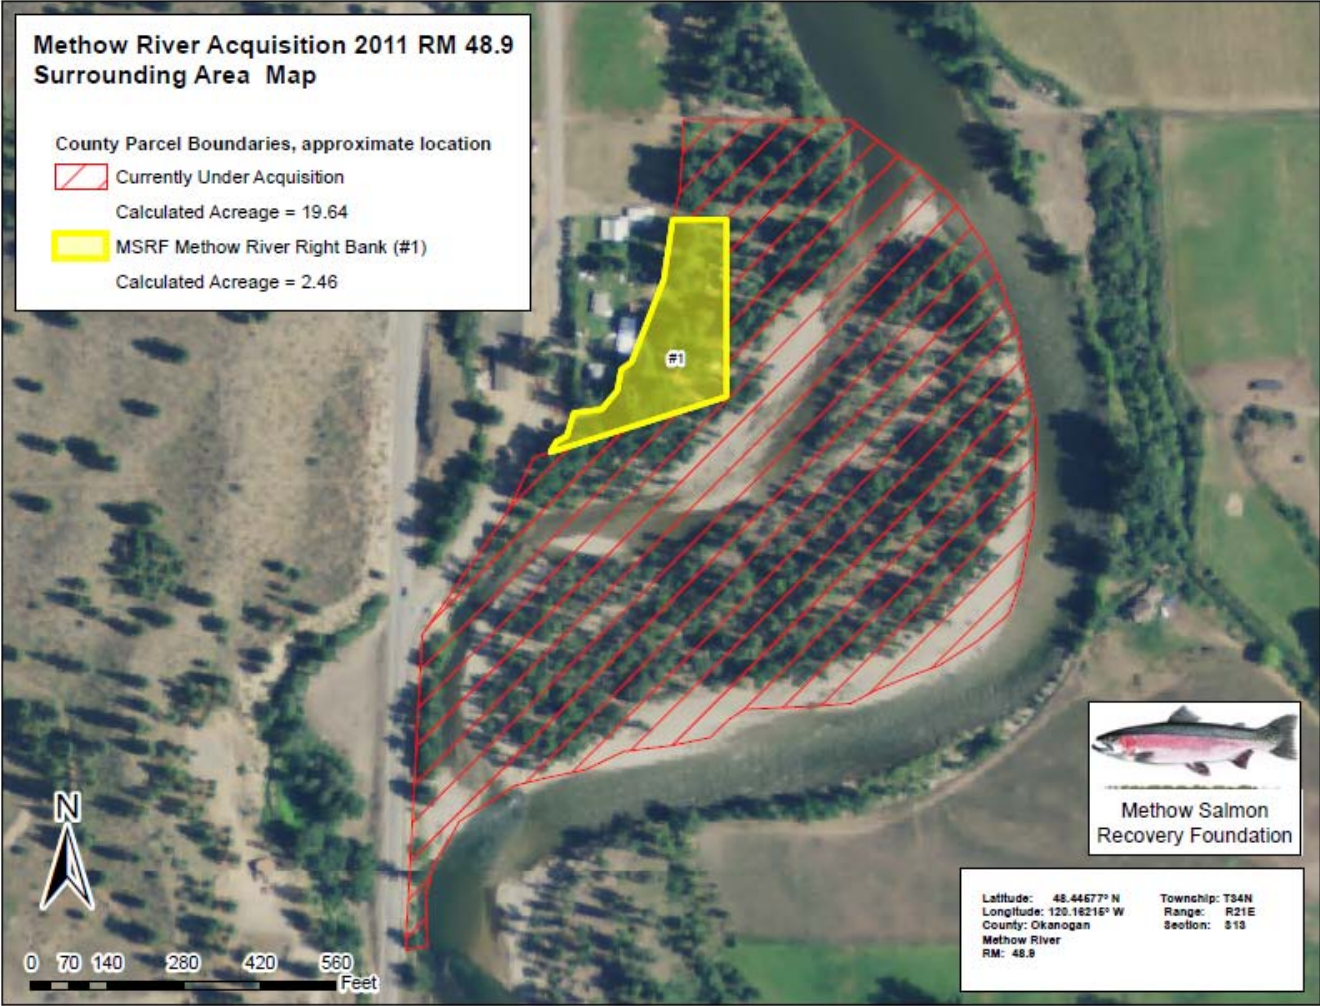 Methow River Acquisition 2011 RM 48.9
Surrounding Area Map
County Parcel Boundaries, approximate location
Currently Under Acquisition
Calculated Acreage = 19.64
MSRF Methow River Right Bank (#1)
Calculated Acreage = 2.46
#1
N
0 70 140 280 420 560
Feet
Methow Salmon
Recovery Foundation
Latitude: 48.44577° N Township: T34N
Longitude: 120.16215° W Range: R21E
County: Okanogan Section: S13
Methow River
RM: 48.9